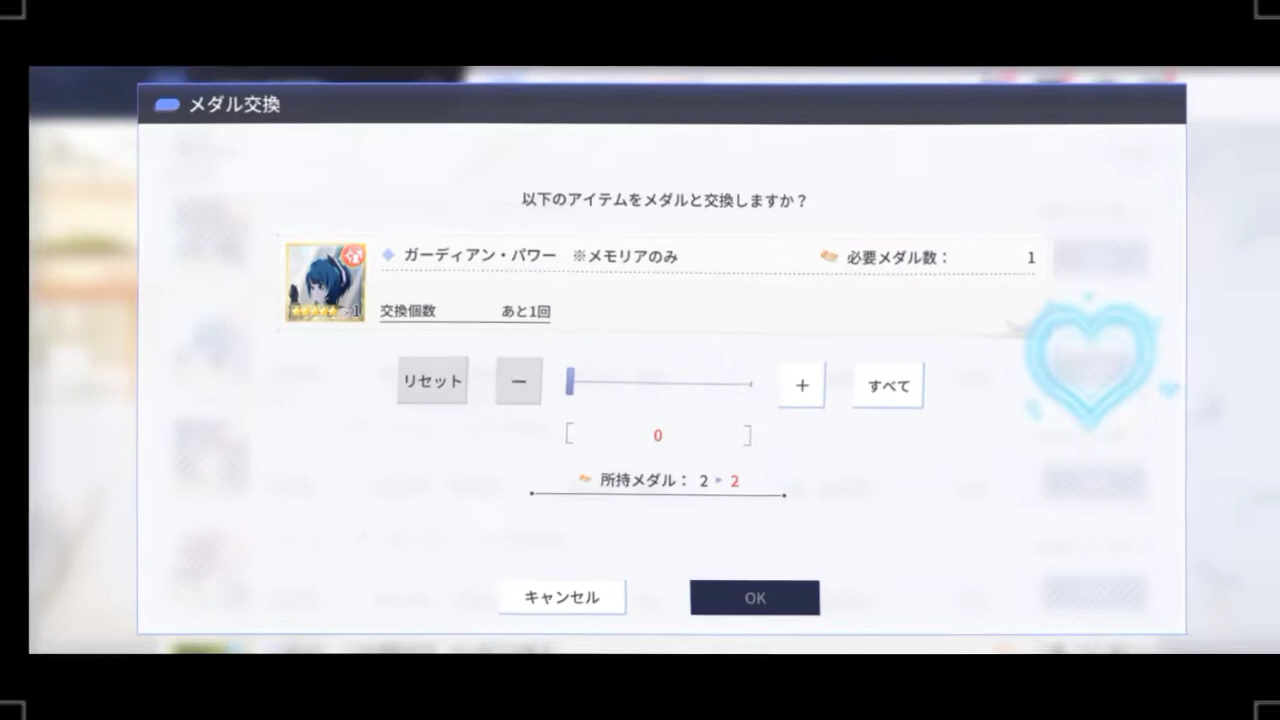 メダル交換
以下のアイテムをメダルと交換しますか？
ガーディアン・パワー ※メモリアのみ
必要メダル数： 1
×1
交換個数 あと1回
リセット － ＋ すべて
0
所持メダル： 2 ▸ 2
キャンセル OK